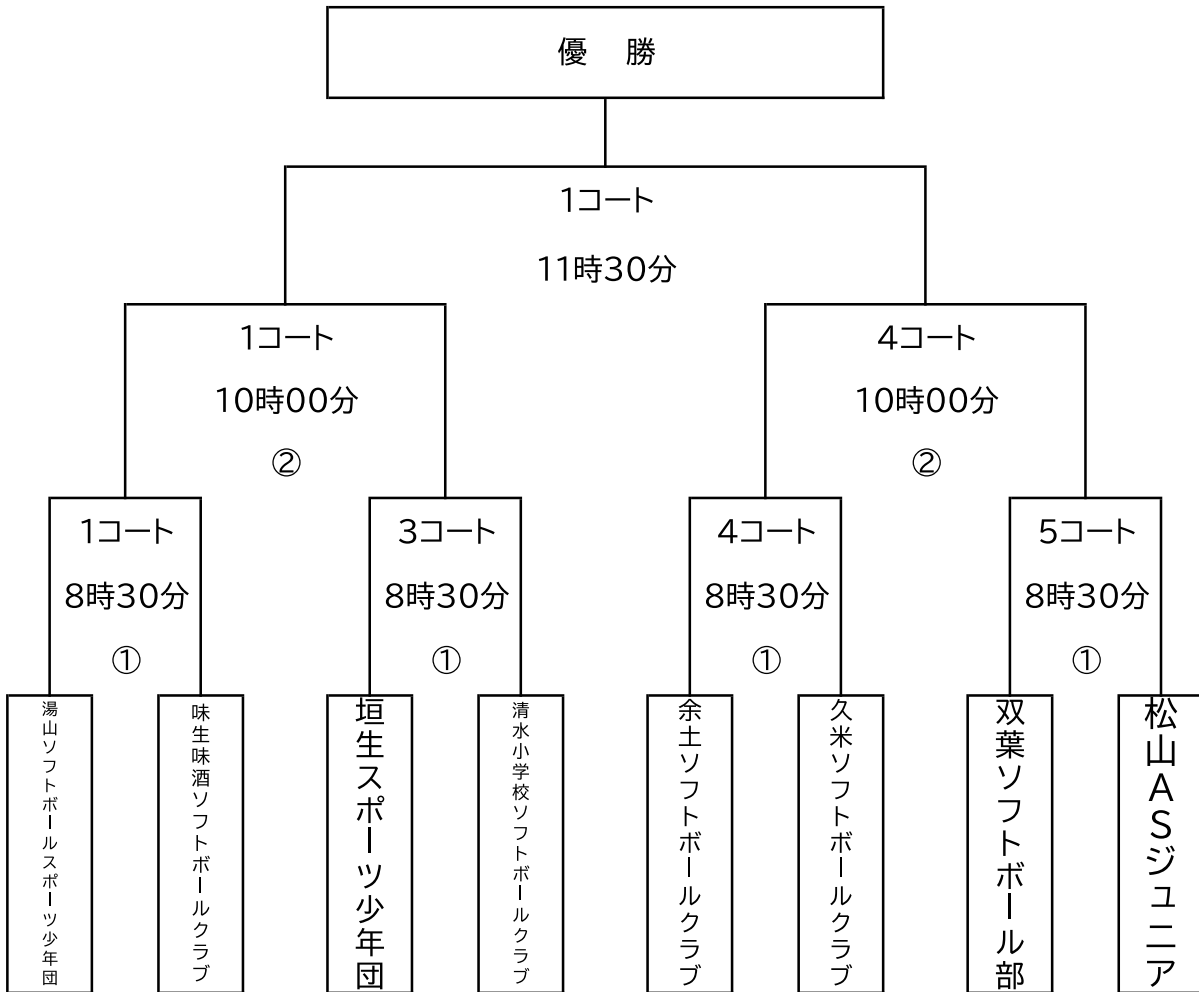 優 勝
1コート
11時30分
1コート
10時00分
②
4コート
10時00分
②
1コート
8時30分
①
3コート
8時30分
①
4コート
8時30分
①
5コート
8時30分
①
湯山ソフトボールスポーツ少年団
味生味酒ソフトボールクラブ
垣生スポーツ少年団
清水小学校ソフトボールクラブ
余土ソフトボールクラブ
久米ソフトボールクラブ
双葉ソフトボール部
松山ASジュニア